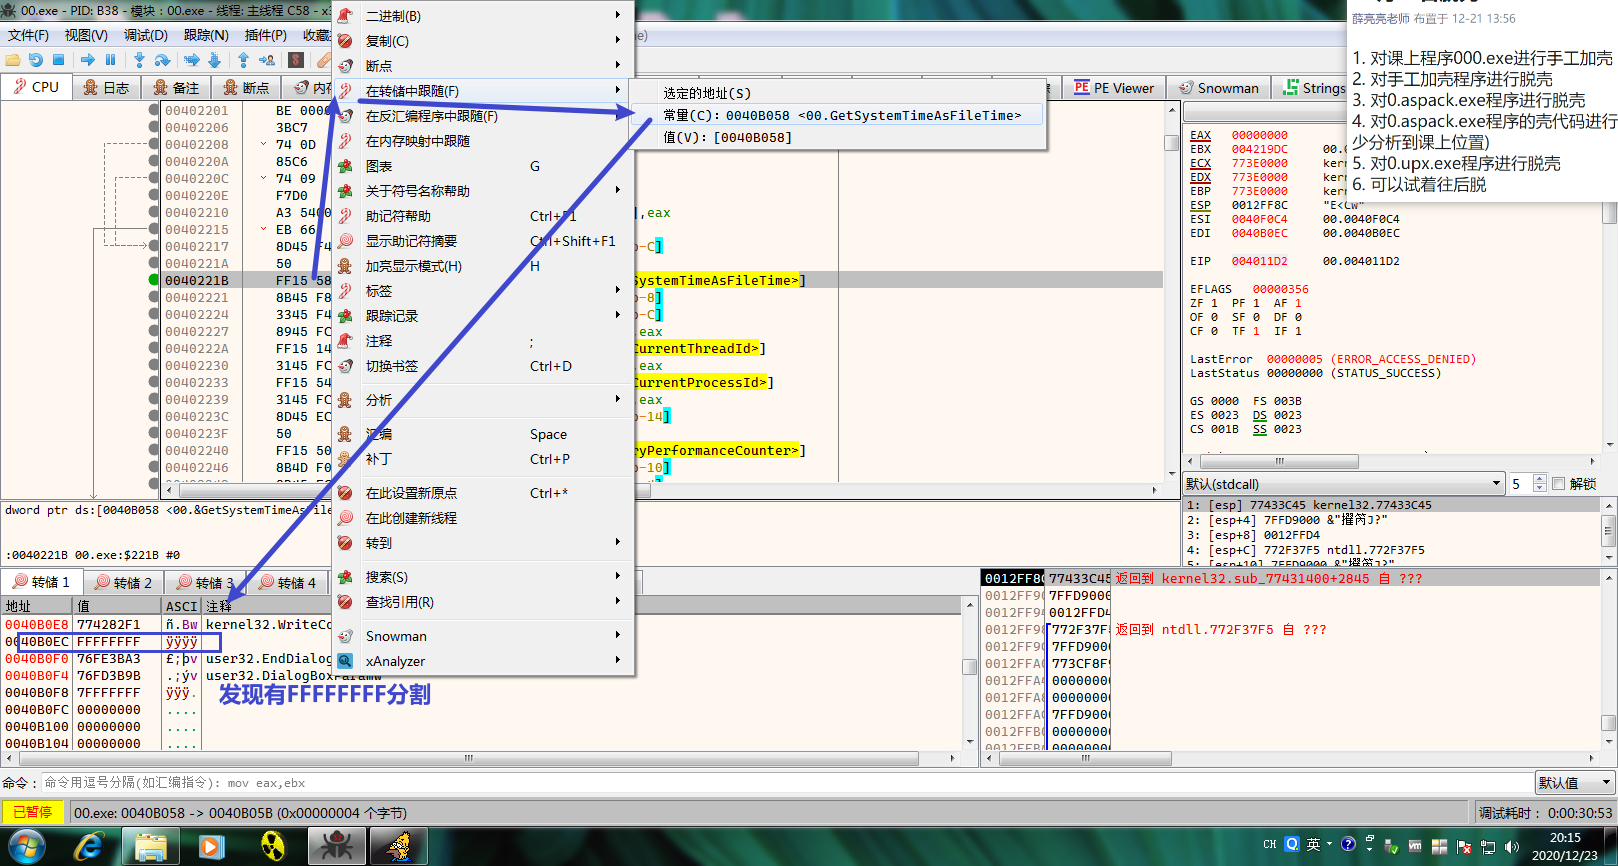 00.exe - PID: B38 - 模块：00.exe - 线程: 主线程 C58 - x3
文件(F) 视图(V) 调试(D) 跟踪(N) 插件(P) 收藏
CPU 日志 备注 断点 内存
PE Viewer Snowman Strings
薛亮亮老师 布置于 12-21 13:56
1. 对课上程序000.exe进行手工加壳
2. 对手工加壳程序进行脱壳
3. 对0.aspack.exe程序进行脱壳
4. 对0.aspack.exe程序的壳代码进行
少分析到课上位置)
5. 对0.upx.exe程序进行脱壳
6. 可以试着往后脱
二进制(B)
复制(C)
断点
在转储中跟随(F)
在反汇编程序中跟随(F)
在内存映射中跟随
图表 G
关于符号名称帮助
助记符帮助 Ctrl+F1
显示助记符摘要 Ctrl+Shift+F1
加亮显示模式(H) H
标签
跟踪记录
注释 ;
切换书签 Ctrl+D
分析
汇编 Space
补丁 Ctrl+P
在此设置新原点 Ctrl+*
在此创建新线程
转到
搜索(S)
查找引用(R)
Snowman
xAnalyzer
选定的地址(S)
常量(C): 0040B058 <00.GetSystemTimeAsFileTime>
值(V): [0040B058]
00402201 BE 0000
00402206 3BC7
00402208 74 0D
0040220A 85C6
0040220C 74 09
0040220E F7D0
00402210 A3 5400 ],eax
00402215 EB 66
00402217 8D45 F4 -C]
0040221A 50
0040221B FF15 58 SystemTimeAsFileTime>]
00402221 8B45 F8 -8]
00402224 3345 F4 -C]
00402227 8945 FC ,eax
0040222A FF15 14 CurrentThreadId>]
00402230 3145 FC ,eax
00402233 FF15 54 CurrentProcessId>]
00402239 3145 FC ,eax
0040223C 8D45 EC -14]
0040223F 50
00402240 FF15 50 ryPerformanceCounter>]
00402246 8B4D F0 -10]
EAX 00000000
EBX 004219DC 00.0
ECX 773E0000 ker
EDX 773E0000 ker
EBP 773E0000 ker
ESP 0012FF8C "E<Cw"
ESI 0040F0C4 00.0040F0C4
EDI 0040B0EC 00.0040B0EC
EIP 004011D2 00.004011D2
EFLAGS 00000356
ZF 1 PF 1 AF 1
OF 0 SF 0 DF 0
CF 0 TF 1 IF 1
LastError 00000005 (ERROR_ACCESS_DENIED)
LastStatus 00000000 (STATUS_SUCCESS)
GS 0000 FS 003B
ES 0023 DS 0023
CS 001B SS 0023
默认(stdcall) 5 解锁
1: [esp] 77433C45 kernel32.77433C45
2: [esp+4] 7FFD9000
3: [esp+8] 0012FFD4
4: [esp+C] 772F37F5 ntdll.772F37F5
5: [esp+10] 7FFD9000
dword ptr ds:[0040B058 <00.&GetSystemTimeAsFile
:0040221B 00.exe:$221B #0
转储 1 转储 2 转储 3 转储 4
地址 值 ASCI 注释
0040B0E8 774282F1 ñ.Bw kernel32.WriteCo
0040B0EC FFFFFFFF ÿÿÿÿ
0040B0F0 76FE3BA3 £;þv user32.EndDialog
0040B0F4 76FD3B9B .;ýv user32.DialogBoxParamW
0040B0F8 7FFFFFFF ÿÿÿ.
0040B0FC 00000000 ....
0040B100 00000000 ....
0040B104 00000000 ....
发现有FFFFFFFF分割
0012FF8C 77433C45 返回到 kernel32.sub_77431400+2845 自 ???
0012FF90 7FFD9000
0012FF94 0012FFD4
0012FF98 772F37F5 返回到 ntdll.772F37F5 自 ???
0012FF9C 7FFD9000
0012FFA0 773CF8F9
0012FFA4 00000000
0012FFA8 00000000
0012FFAC 7FFD9000
0012FFB0 00000000
0012FFB4 00000000
命令： 命令用逗号分隔(如汇编指令): mov eax,ebx 默认值
已暂停 00.exe: 0040B058 -> 0040B05B (0x00000004 个字节) 调试耗时： 0:00:30:53
CH 英 20:15
2020/12/23